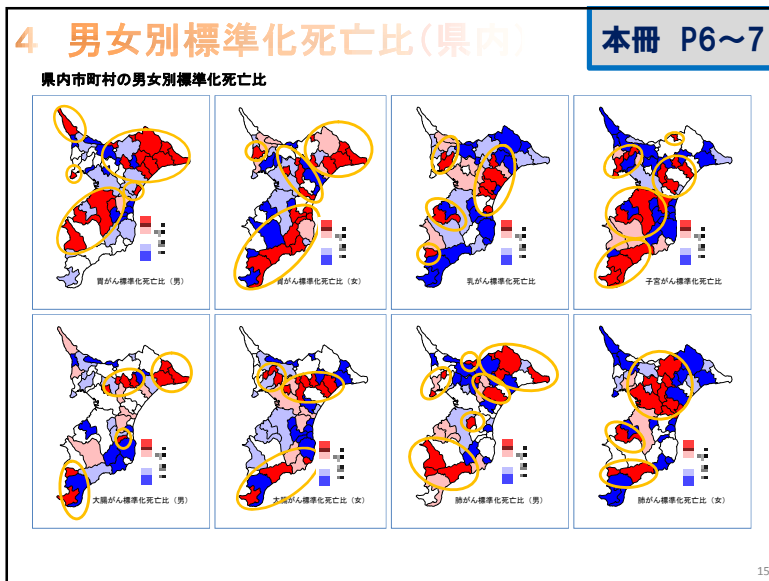 4 男女別標準化死亡比(県内)
本冊 P6～7
県内市町村の男女別標準化死亡比
胃がん標準化死亡比（男）
胃がん標準化死亡比（女）
乳がん標準化死亡比
子宮がん標準化死亡比
大腸がん標準化死亡比（男）
大腸がん標準化死亡比（女）
肺がん標準化死亡比（男）
肺がん標準化死亡比（女）
15